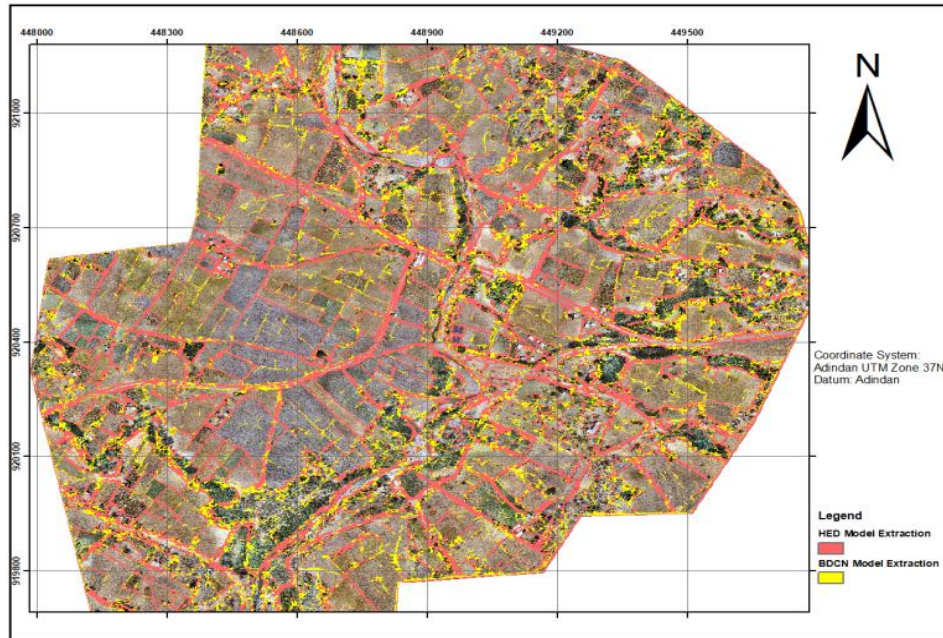 448000 448300 448600 448900 449200 449500
N
921000
920700
920400
920100
919800
Coordinate System:
Adindan UTM Zone 37N
Datum: Adindan
Legend
HED Model Extraction
BDCN Model Extraction